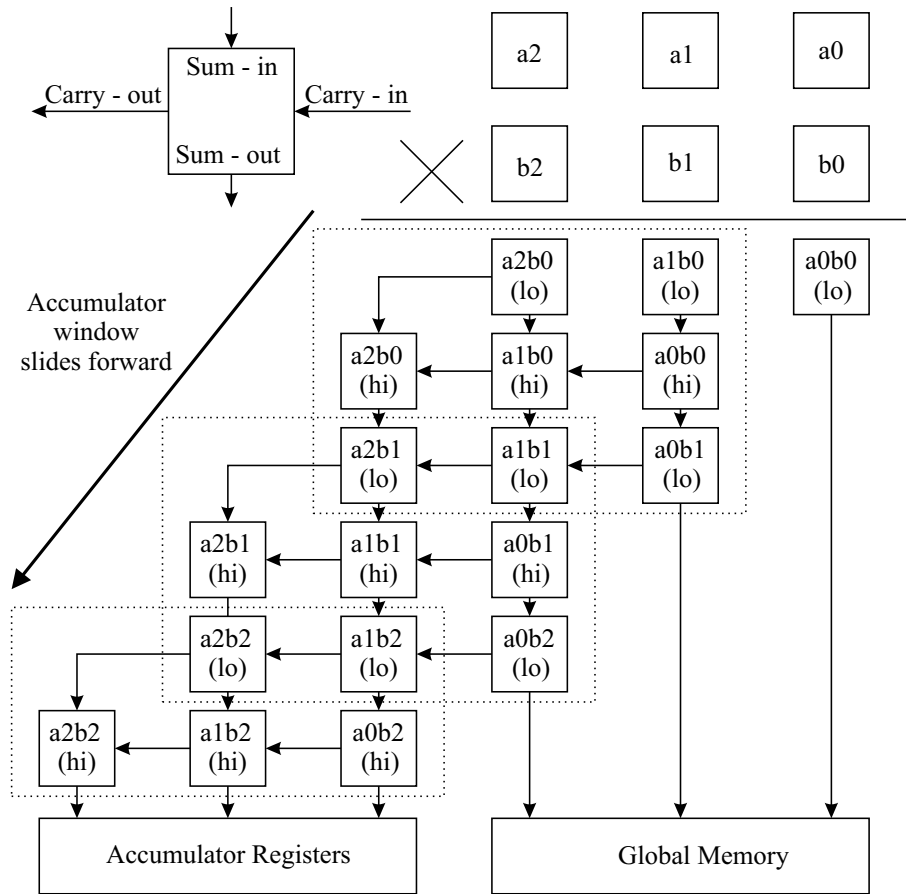 Sum - in
Carry - out
Carry - in
Sum - out
a2 a1 a0
b2 b1 b0
Accumulator
window
slides forward
a2b0 a1b0 a0b0
(lo) (lo) (lo)
a2b0 a1b0 a0b0
(hi) (hi) (hi)
a2b1 a1b1 a0b1
(lo) (lo) (lo)
a2b1 a1b1 a0b1
(hi) (hi) (hi)
a2b2 a1b2 a0b2
(lo) (lo) (lo)
a2b2 a1b2 a0b2
(hi) (hi) (hi)
Accumulator Registers
Global Memory